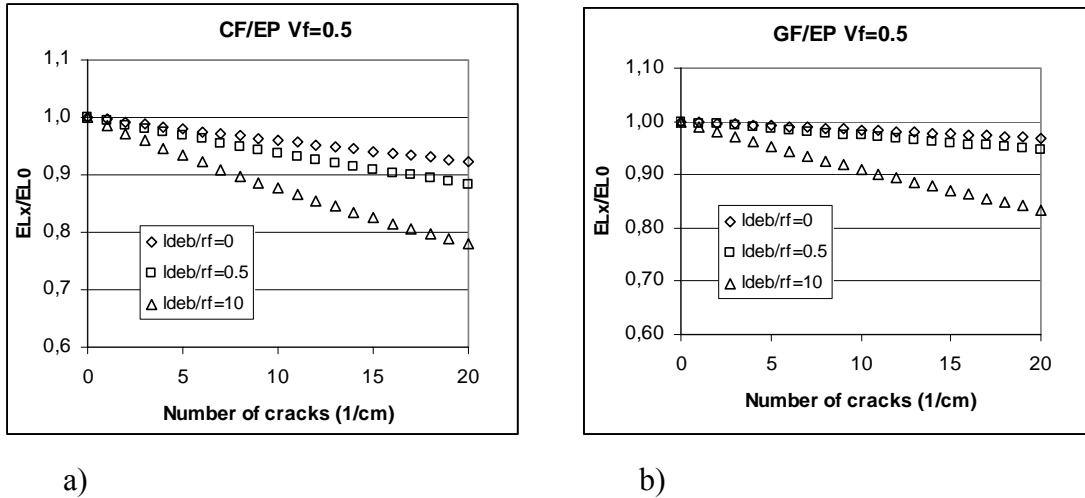 CF/EP Vf=0.5
1,1
1,0
0,9
0,8
0,7
0,6
ELx/EL0
ldeb/rf=0
ldeb/rf=0.5
ldeb/rf=10
0 5 10 15 20
Number of cracks (1/cm)
a)
GF/EP Vf=0.5
1,10
1,00
0,90
0,80
0,70
0,60
ELx/EL0
ldeb/rf=0
ldeb/rf=0.5
ldeb/rf=10
0 5 10 15 20
Number of cracks (1/cm)
b)